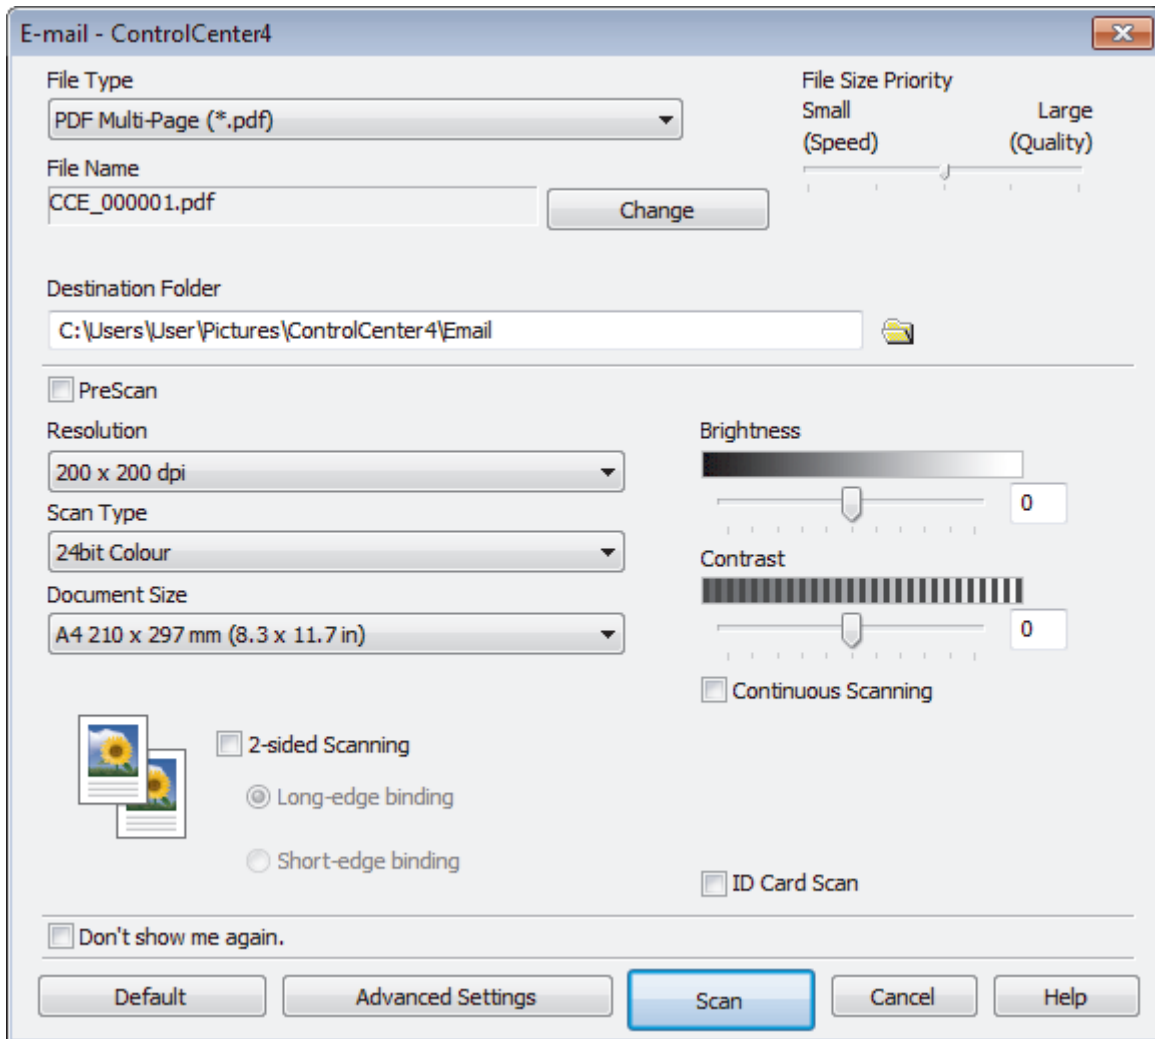 E-mail - ControlCenter4
File Type
PDF Multi-Page (*.pdf)
File Name
CCE_000001.pdf
Change
File Size Priority
Small Large
(Speed) (Quality)
Destination Folder
C:\Users\User\Pictures\ControlCenter4\Email
PreScan
Resolution
200 x 200 dpi
Scan Type
24bit Colour
Document Size
A4 210 x 297 mm (8.3 x 11.7 in)
Brightness
0
Contrast
0
Continuous Scanning
2-sided Scanning
Long-edge binding
Short-edge binding
ID Card Scan
Don't show me again.
Default Advanced Settings Scan Cancel Help